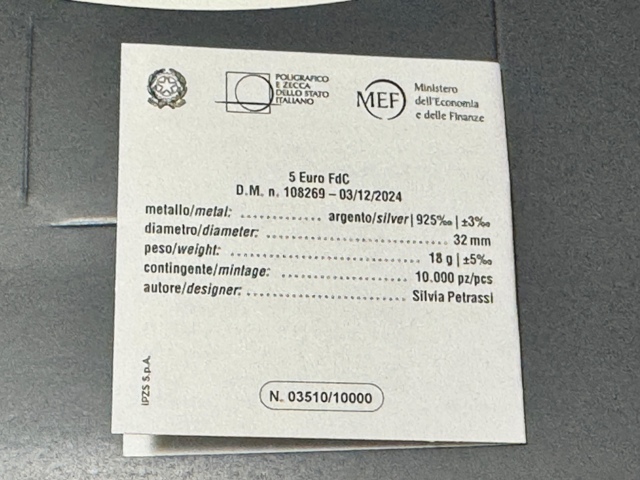 POLIGRAFICO
E ZECCA
DELLO STATO
ITALIANO
MEF
Ministero
dell'Economia
e delle Finanze
5 Euro FdC
D.M. n. 108269 – 03/12/2024
metallo/metal: .................. argento/silver | 925‰ | ±3‰
diametro/diameter: .................................... 32 mm
peso/weight: .................................... 18 g | ±5‰
contingente/mintage: ........................ 10.000 pz/pcs
autore/designer: .............................. Silvia Petrassi
IPZS S.p.A.
N. 03510/10000